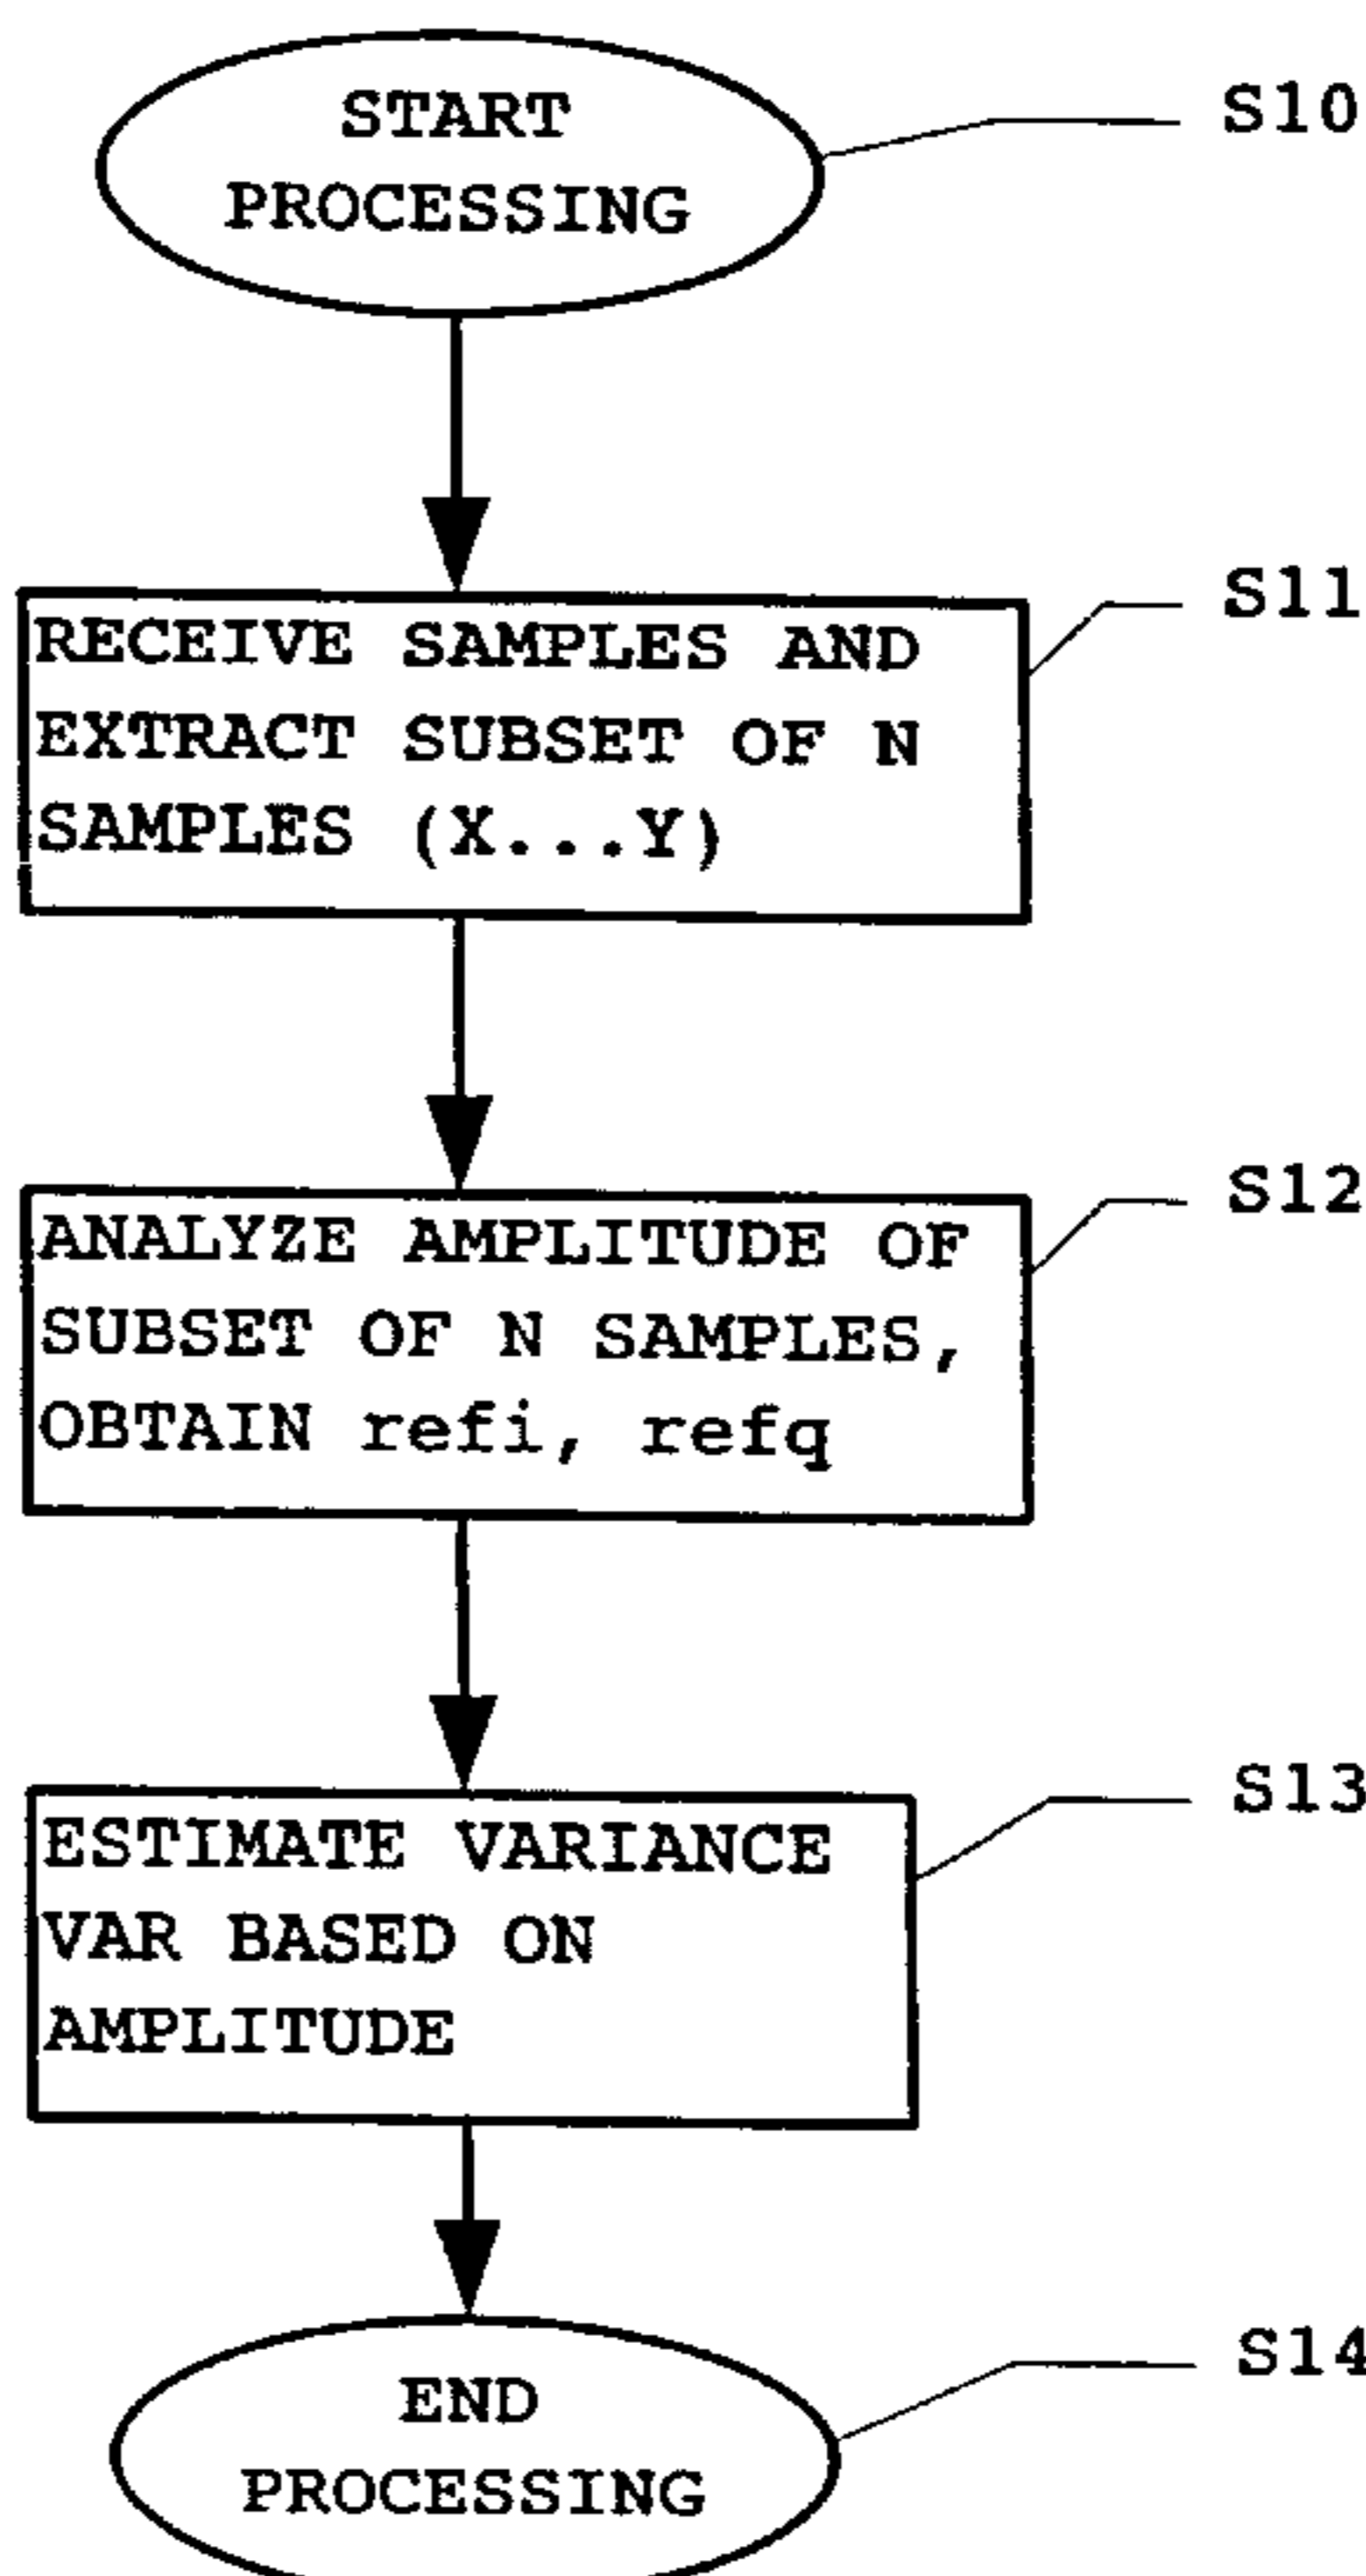 START
PROCESSING
S10
RECEIVE SAMPLES AND
EXTRACT SUBSET OF N
SAMPLES (X...Y)
S11
ANALYZE AMPLITUDE OF
SUBSET OF N SAMPLES,
OBTAIN refi, refq
S12
ESTIMATE VARIANCE
VAR BASED ON
AMPLITUDE
S13
END
PROCESSING
S14